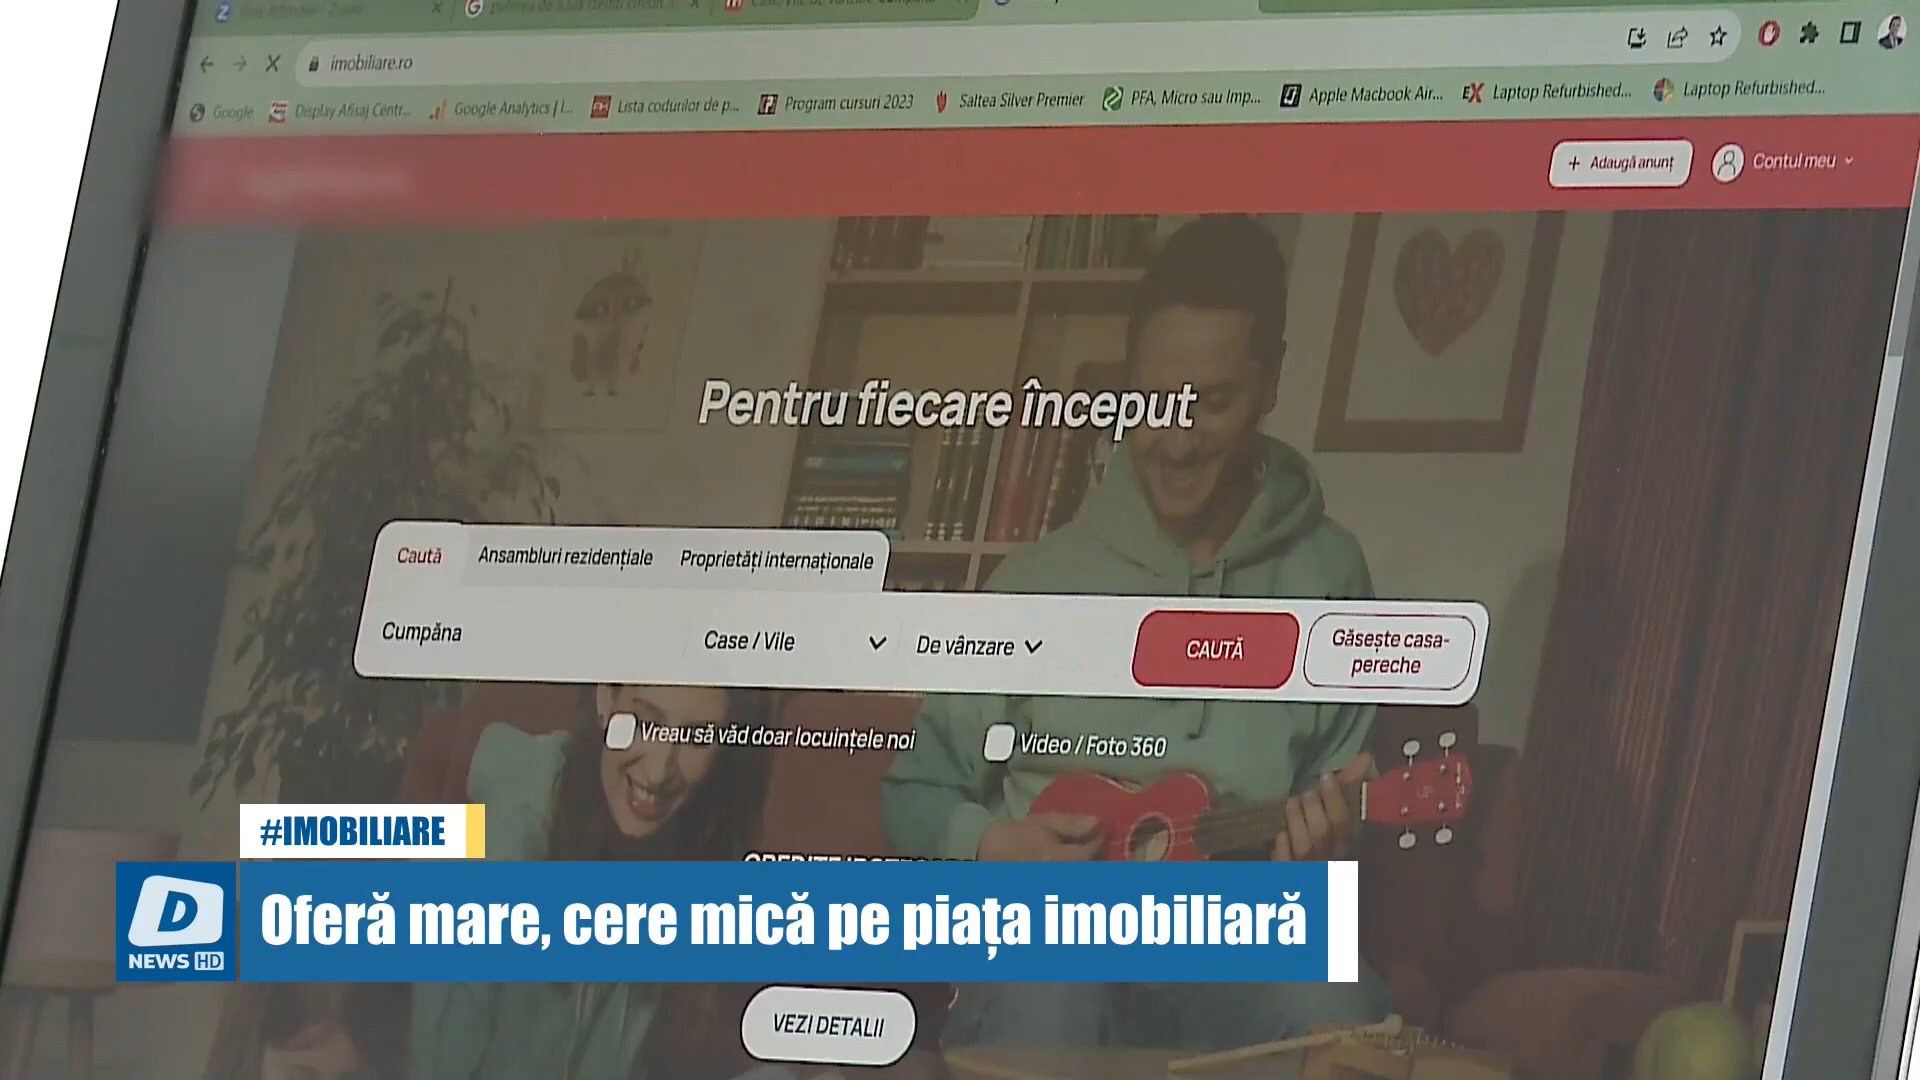 imobiliare.ro
Google
Display Afisaj Centr...
Google Analytics | I...
Lista codurilor de p...
Program cursuri 2023
Saltea Silver Premier
PFA, Micro sau Imp...
Apple Macbook Air...
Laptop Refurbished...
Laptop Refurbished...
+ Adaugă anunț
Contul meu
Pentru fiecare început
Caută
Ansambluri rezidențiale
Proprietăți internaționale
Cumpăna
Case / Vile
De vânzare
CAUTĂ
Găsește casa-
pereche
Vreau să văd doar locuințele noi
Video / Foto 360
#IMOBILIARE
Oferă mare, cere mică pe piața imobiliară
D
NEWS HD
VEZI DETALII